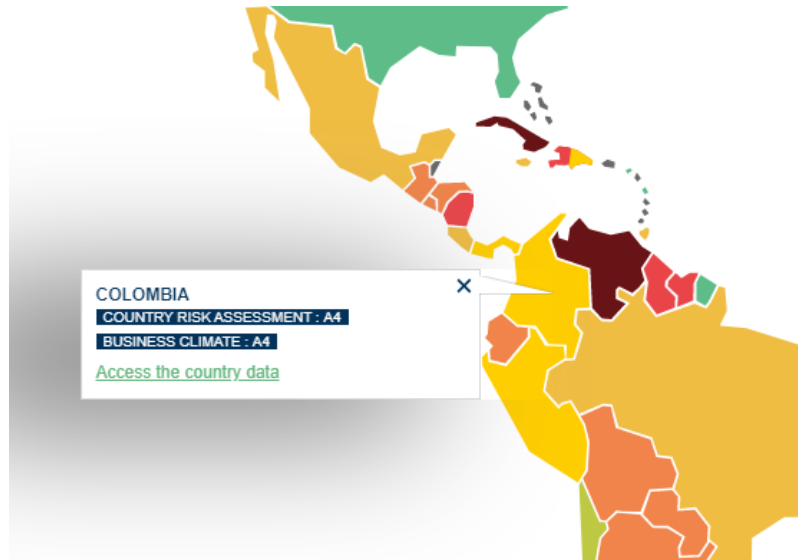 COLOMBIA
COUNTRY RISK ASSESSMENT : A4
BUSINESS CLIMATE : A4
Access the country data